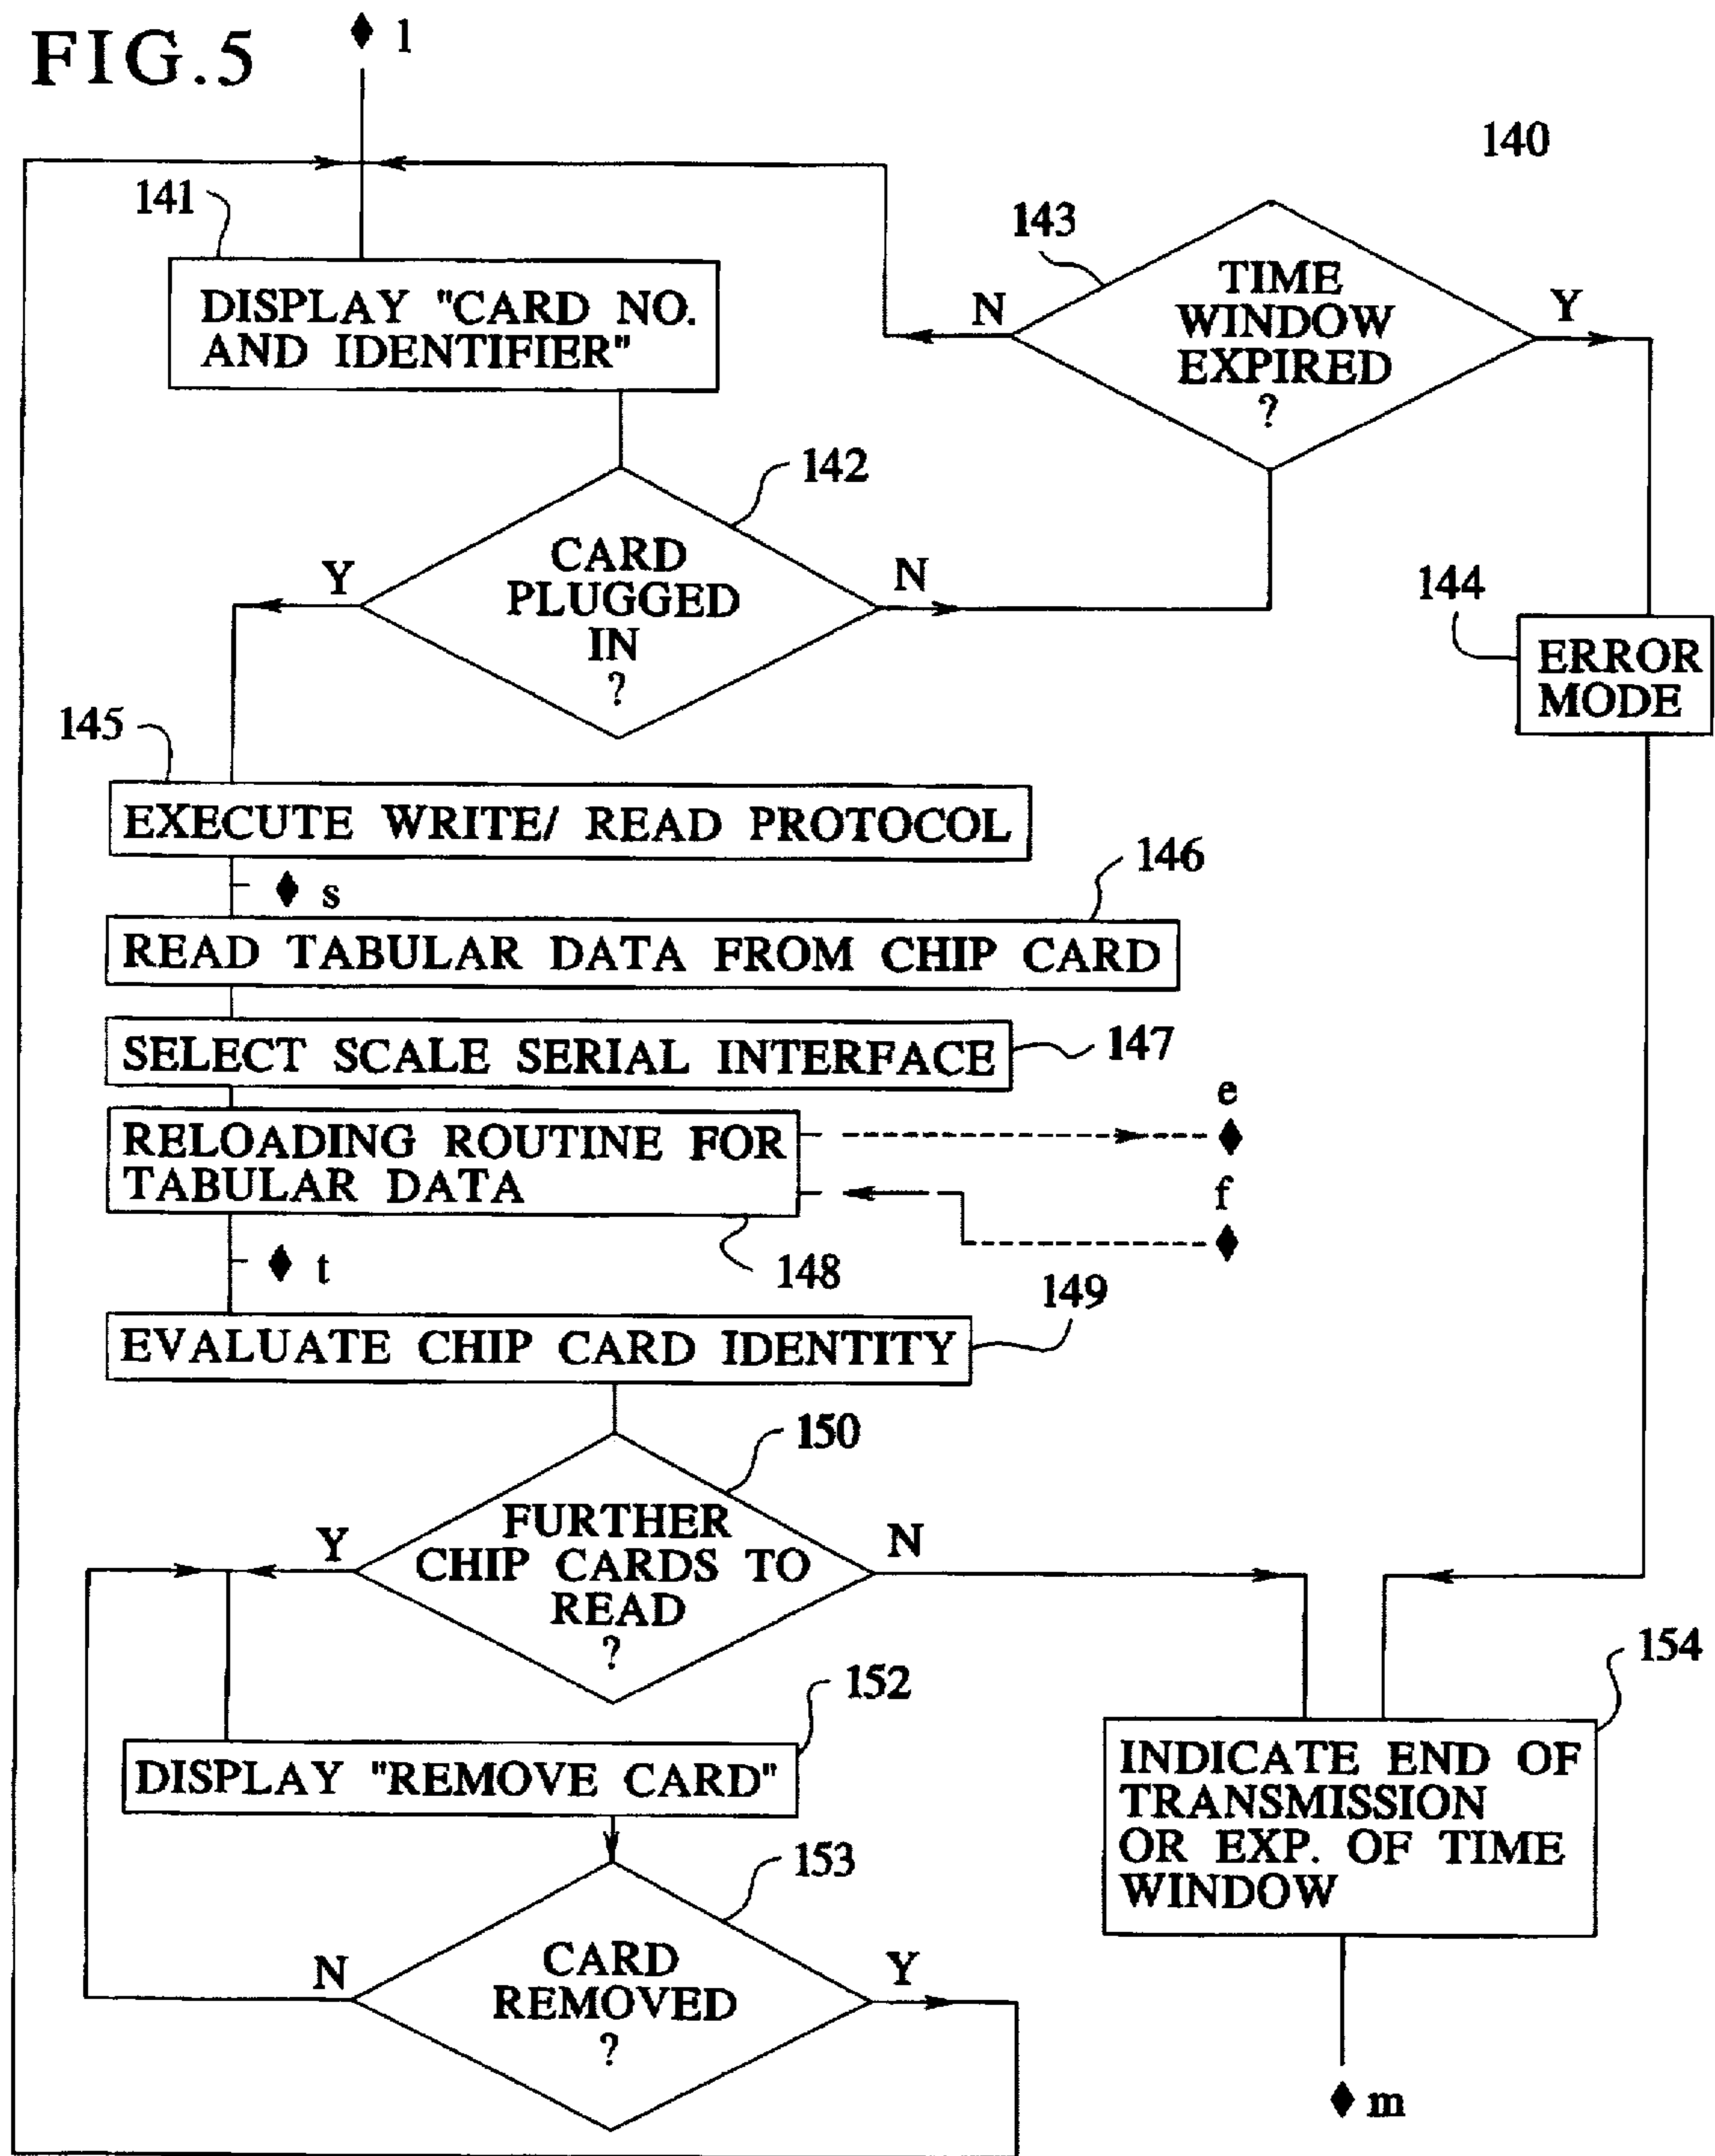 FIG.5
♦ l
140
141
143
DISPLAY "CARD NO.
AND IDENTIFIER"
TIME
WINDOW
EXPIRED
?
N
Y
142
CARD
PLUGGED
IN
?
Y
N
144
ERROR
MODE
145
EXECUTE WRITE/ READ PROTOCOL
♦ s
146
READ TABULAR DATA FROM CHIP CARD
SELECT SCALE SERIAL INTERFACE
147
RELOADING ROUTINE FOR
TABULAR DATA
e
♦
f
♦
148
♦ t
149
EVALUATE CHIP CARD IDENTITY
150
FURTHER
CHIP CARDS TO
READ
?
Y
N
152
DISPLAY "REMOVE CARD"
154
INDICATE END OF
TRANSMISSION
OR EXP. OF TIME
WINDOW
153
CARD
REMOVED
?
N
Y
♦ m